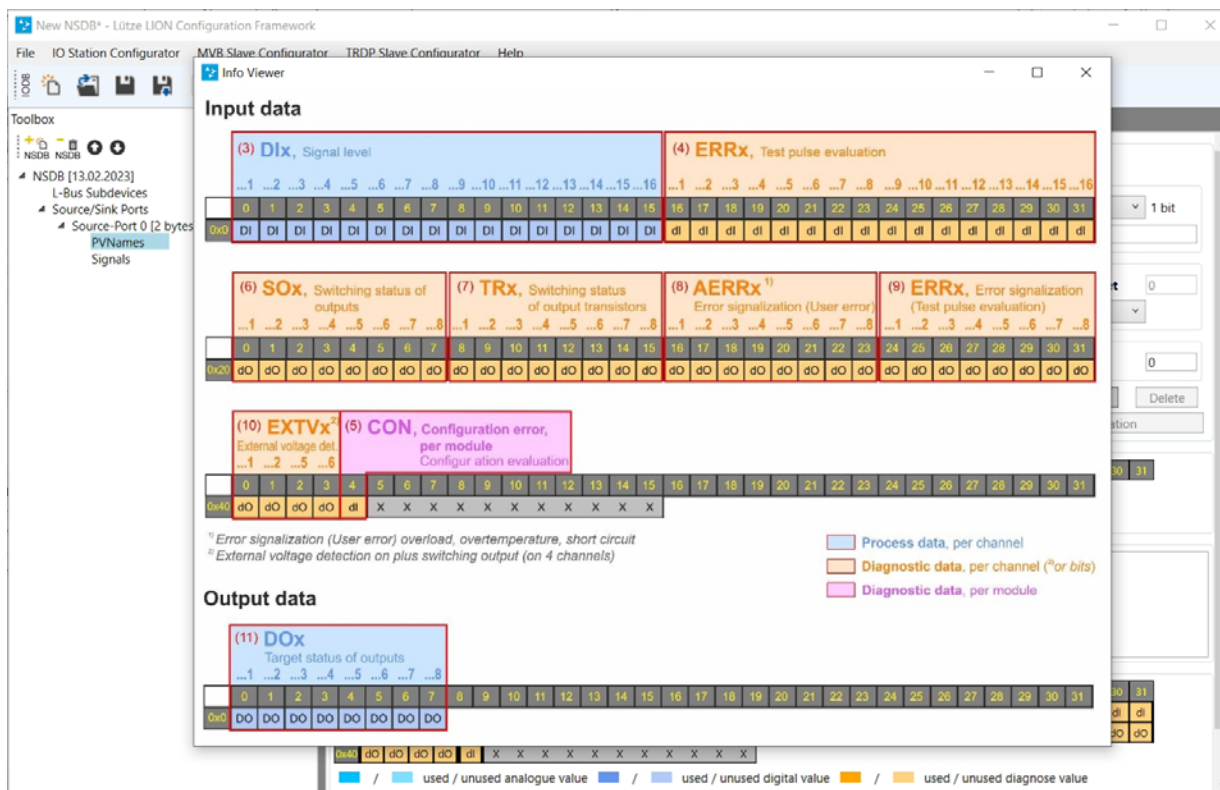 New NSDB* - Lütze LION Configuration Framework
File IO Station Configurator MVB Slave Configurator TRDP Slave Configurator Help
IODB
Toolbox
NSDB NSDB
NSDB [13.02.2023]
L-Bus Subdevices
Source/Sink Ports
Source-Port 0 [2 bytes
PVNames
Signals
Info Viewer
Input data
(3) DIx, Signal level
...1 ...2 ...3 ...4 ...5 ...6 ...7 ...8 ...9 ...10 ...11 ...12 ...13 ...14 ...15 ...16
(4) ERRx, Test pulse evaluation
...1 ...2 ...3 ...4 ...5 ...6 ...7 ...8 ...9 ...10 ...11 ...12 ...13 ...14 ...15 ...16
0 1 2 3 4 5 6 7 8 9 10 11 12 13 14 15 16 17 18 19 20 21 22 23 24 25 26 27 28 29 30 31
0x0 DI DI DI DI DI DI DI DI DI DI DI DI DI DI DI DI dI dI dI dI dI dI dI dI dI dI dI dI dI dI dI dI
(6) SOx, Switching status of
outputs
...1 ...2 ...3 ...4 ...5 ...6 ...7 ...8
(7) TRx, Switching status
of output transistors
...1 ...2 ...3 ...4 ...5 ...6 ...7 ...8
(8) AERRx 1)
Error signalization (User error)
...1 ...2 ...3 ...4 ...5 ...6 ...7 ...8
(9) ERRx, Error signalization
(Test pulse evaluation)
...1 ...2 ...3 ...4 ...5 ...6 ...7 ...8
0 1 2 3 4 5 6 7 8 9 10 11 12 13 14 15 16 17 18 19 20 21 22 23 24 25 26 27 28 29 30 31
0x20 dO dO dO dO dO dO dO dO dO dO dO dO dO dO dO dO dO dO dO dO dO dO dO dO dO dO dO dO dO dO dO dO
(10) EXTVx 2)
External voltage det.
...1 ...2 ...5 ...6
(5) CON, Configuration error,
per module
Configur ation evaluation
0 1 2 3 4 5 6 7 8 9 10 11 12 13 14 15 16 17 18 19 20 21 22 23 24 25 26 27 28 29 30 31
0x40 dO dO dO dO dI X X X X X X X X X X X
1) Error signalization (User error) overload, overtemperature, short circuit
2) External voltage detection on plus switching output (on 4 channels)
Process data, per channel
Diagnostic data, per channel (2)or bits)
Diagnostic data, per module
Output data
(11) DOx
Target status of outputs
...1 ...2 ...3 ...4 ...5 ...6 ...7 ...8
0 1 2 3 4 5 6 7 8 9 10 11 12 13 14 15 16 17 18 19 20 21 22 23 24 25 26 27 28 29 30 31
0x0 DO DO DO DO DO DO DO DO
1 bit
0
0
Delete
30 31
30 31
dI dI
dO dO
0x40 dO dO dO dO dI X X X X X X X X X X X
/ used / unused analogue value / used / unused digital value / used / unused diagnose value